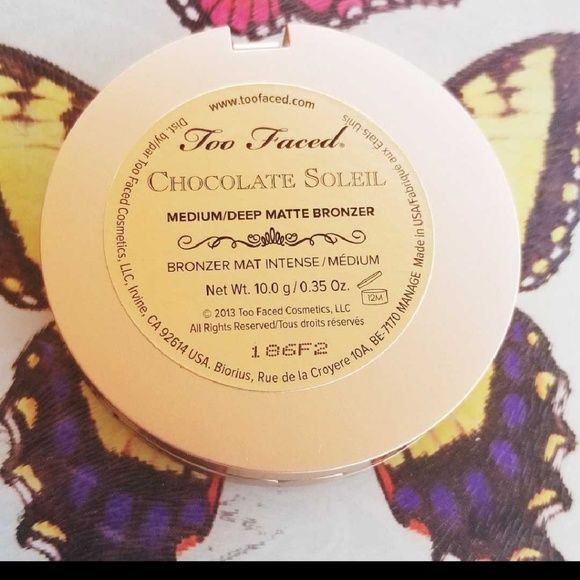 www.toofaced.com
Too Faced®
CHOCOLATE SOLEIL
MEDIUM/DEEP MATTE BRONZER
BRONZER MAT INTENSE/MÉDIUM
Net Wt. 10.0 g / 0.35 Oz.
12M
© 2013 Too Faced Cosmetics, LLC
All Rights Reserved/Tous droits réservés
186F2
Dist. by/par Too Faced Cosmetics, LLC, Irvine, CA 92614 USA. Biorius, Rue de la Croyere 10A, BE-7170 MANAGE Made in USA/Fabriqué aux États-Unis